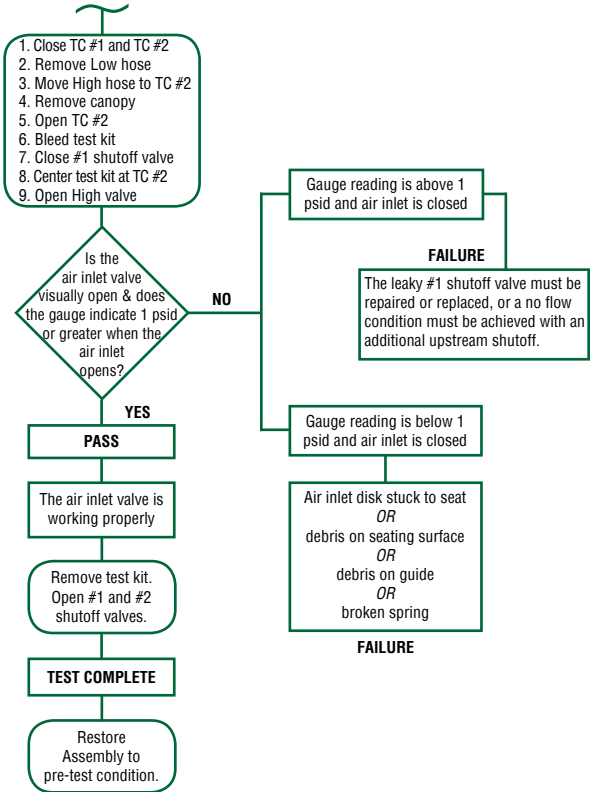 1. Close TC #1 and TC #2
2. Remove Low hose
3. Move High hose to TC #2
4. Remove canopy
5. Open TC #2
6. Bleed test kit
7. Close #1 shutoff valve
8. Center test kit at TC #2
9. Open High valve
Is the
air inlet valve
visually open & does
the gauge indicate 1 psid
or greater when the
air inlet
opens?
NO
Gauge reading is above 1
psid and air inlet is closed
FAILURE
The leaky #1 shutoff valve must be
repaired or replaced, or a no flow
condition must be achieved with an
additional upstream shutoff.
Gauge reading is below 1
psid and air inlet is closed
Air inlet disk stuck to seat
OR
debris on seating surface
OR
debris on guide
OR
broken spring
FAILURE
YES
PASS
The air inlet valve is
working properly
Remove test kit.
Open #1 and #2
shutoff valves.
TEST COMPLETE
Restore
Assembly to
pre-test condition.